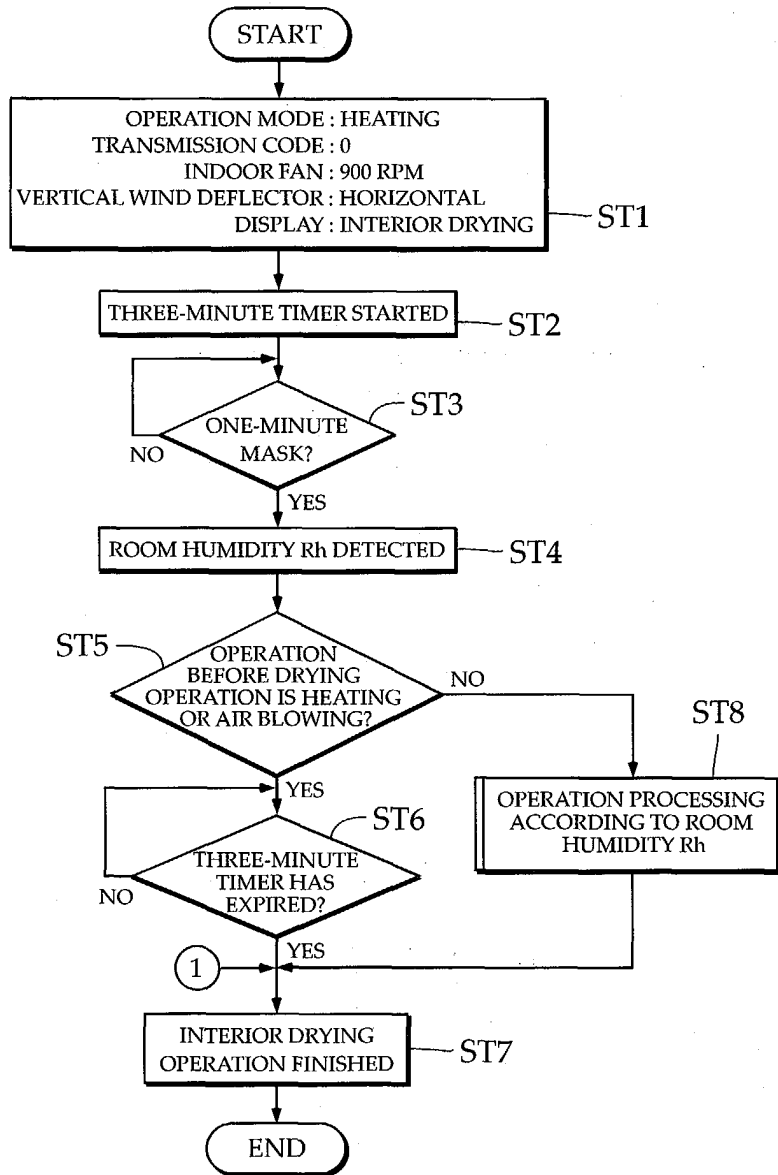 START
OPERATION MODE : HEATING
TRANSMISSION CODE : 0
INDOOR FAN : 900 RPM
VERTICAL WIND DEFLECTOR : HORIZONTAL
DISPLAY : INTERIOR DRYING
ST1
THREE-MINUTE TIMER STARTED
ST2
ST3
ONE-MINUTE
MASK?
NO
YES
ROOM HUMIDITY Rh DETECTED
ST4
ST5
OPERATION
BEFORE DRYING
OPERATION IS HEATING
OR AIR BLOWING?
NO
YES
ST8
OPERATION PROCESSING
ACCORDING TO ROOM
HUMIDITY Rh
ST6
THREE-MINUTE
TIMER HAS
EXPIRED?
NO
YES
1
INTERIOR DRYING
OPERATION FINISHED
ST7
END